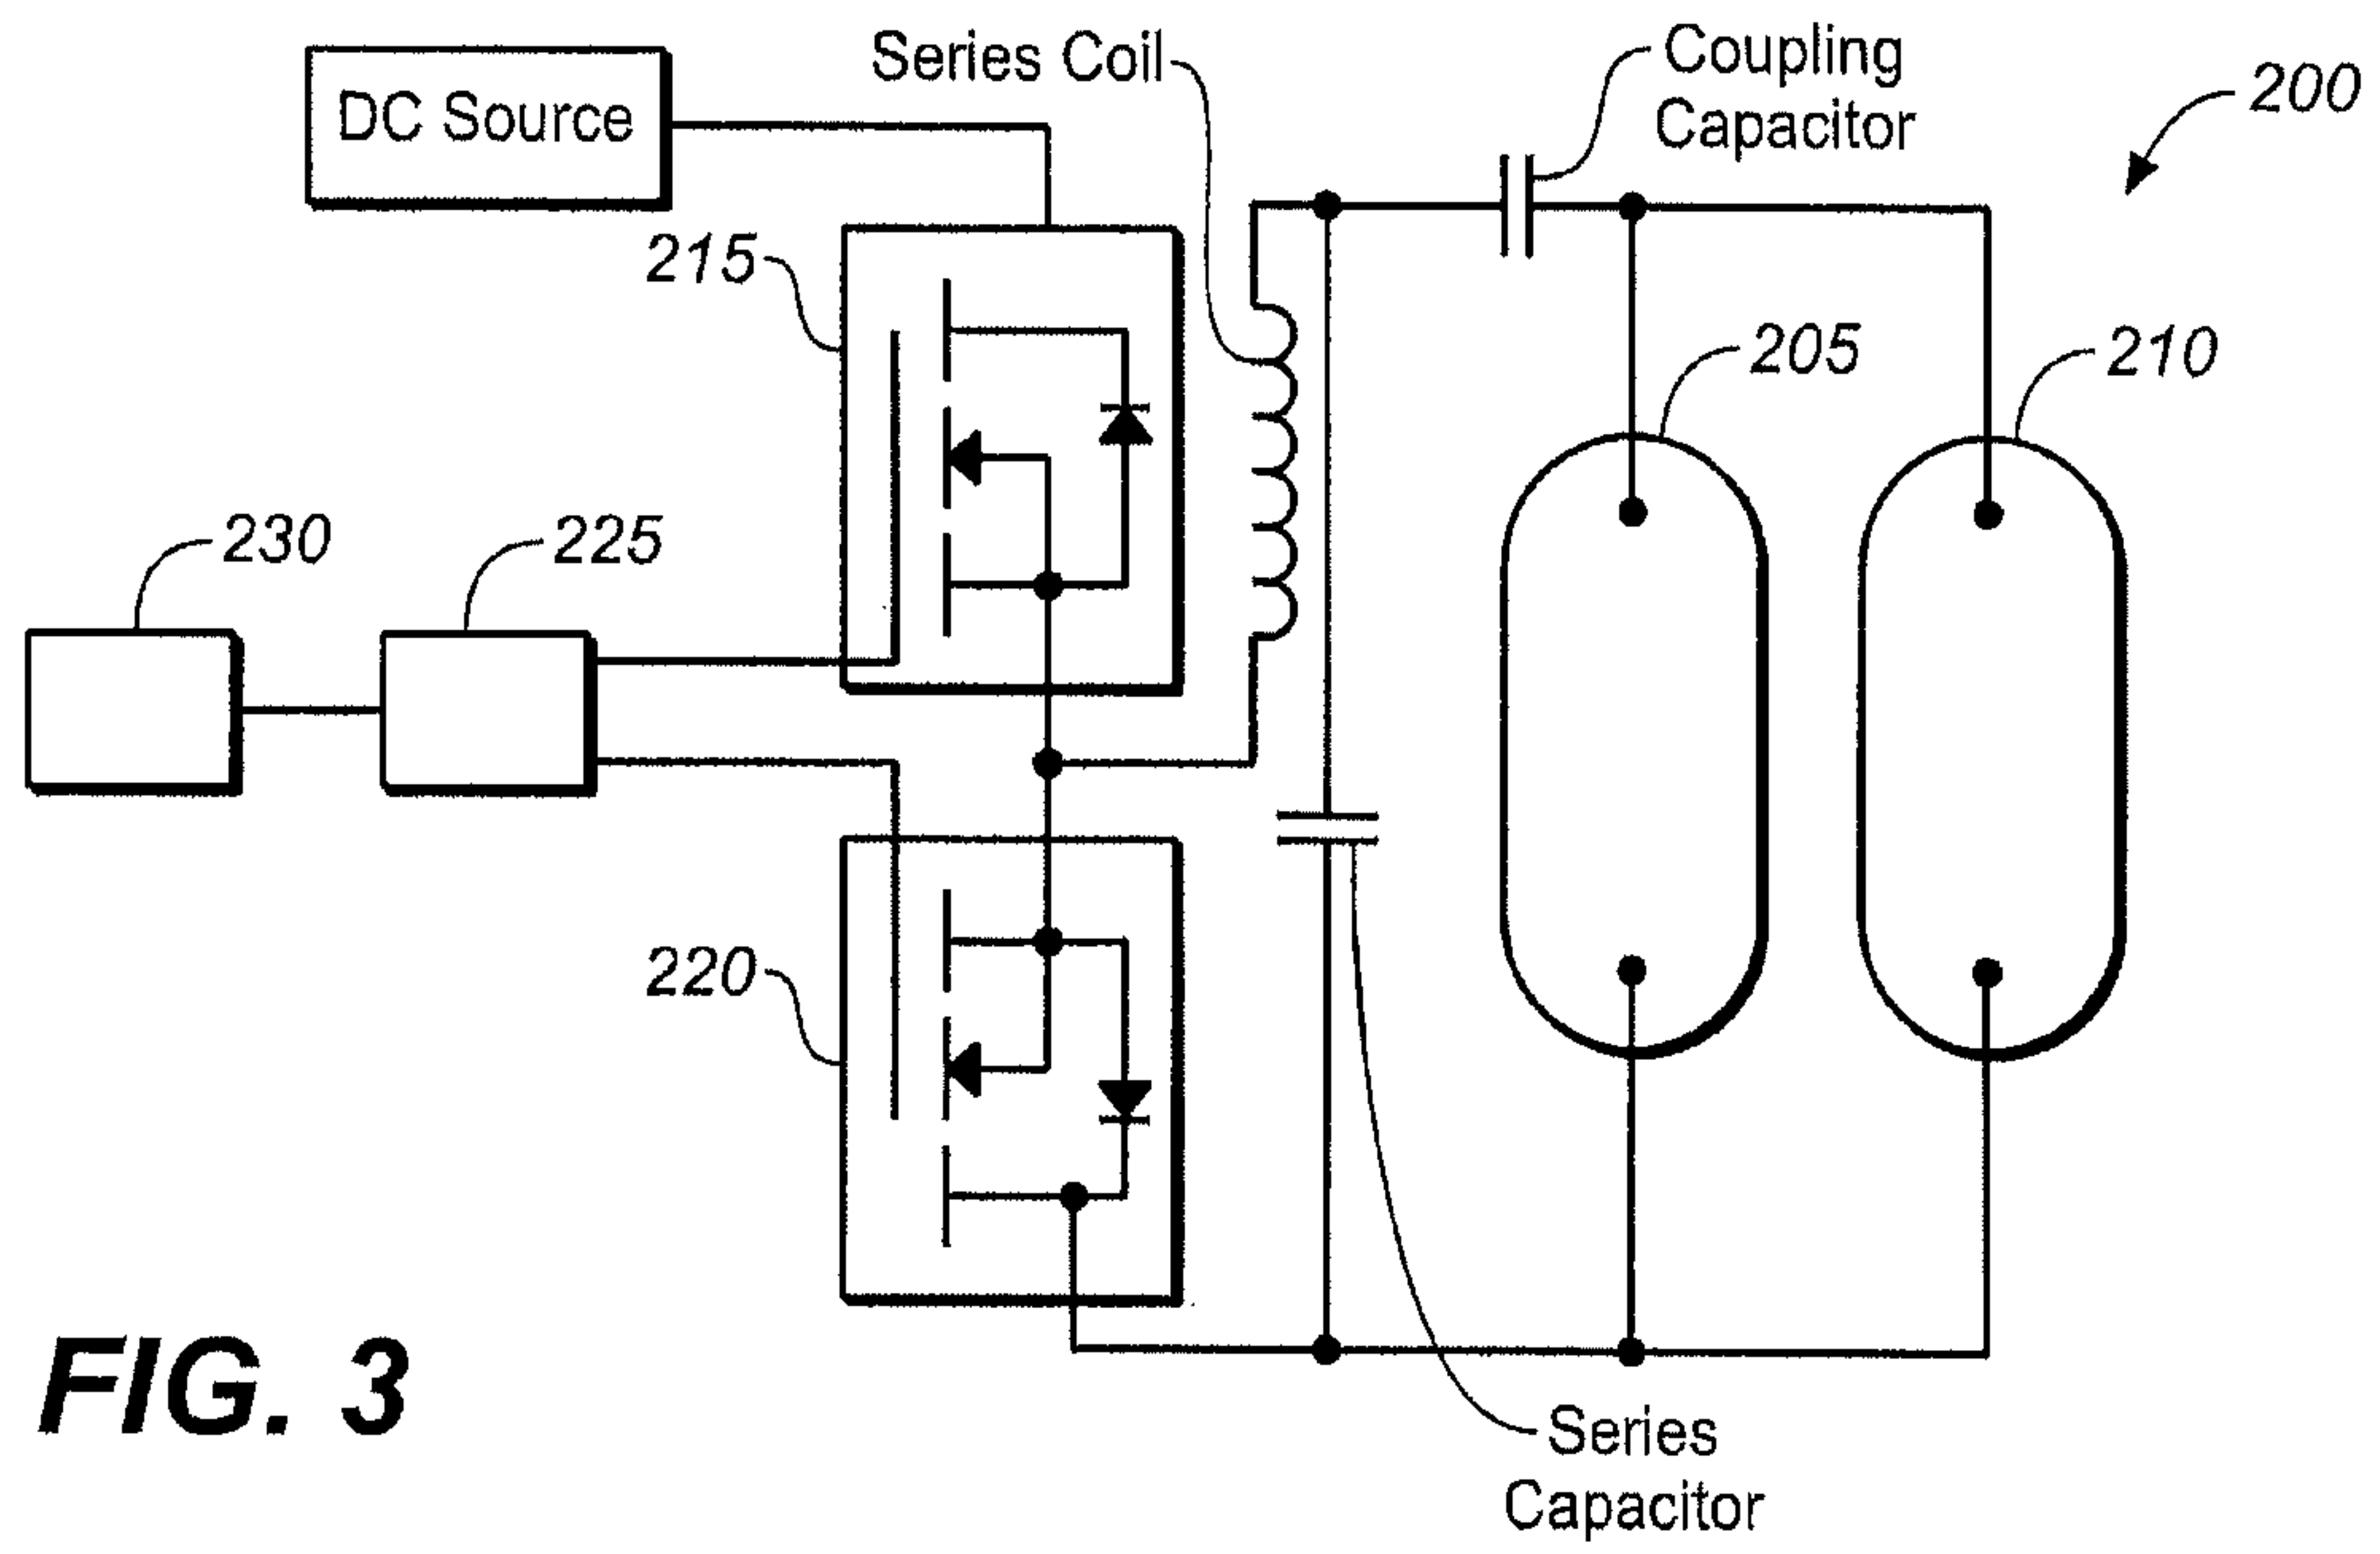 DC Source
Series Coil
Coupling
Capacitor
200
215
205
210
230
225
220
FIG. 3
Series
Capacitor